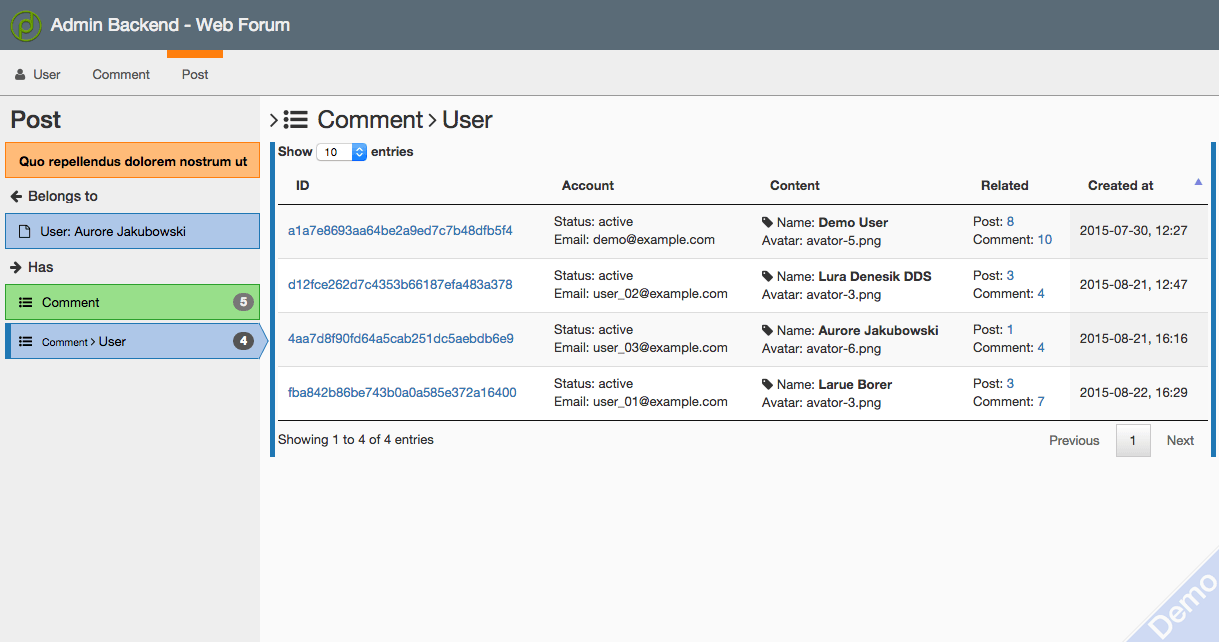 Admin Backend - Web Forum
User Comment Post
Post
Quo repellendus dolorem nostrum ut
Belongs to
User: Aurore Jakubowski
Has
Comment 5
Comment > User 4
> Comment > User
Show 10 entries
ID Account Content Related Created at
a1a7e8693aa64be2a9ed7c7b48dfb5f4
Status: active
Email: demo@example.com
Name: Demo User
Avatar: avator-5.png
Post: 8
Comment: 10
2015-07-30, 12:27
d12fce262d7c4353b66187efa483a378
Status: active
Email: user_02@example.com
Name: Lura Denesik DDS
Avatar: avator-3.png
Post: 3
Comment: 4
2015-08-21, 12:47
4aa7d8f90fd64a5cab251dc5aebdb6e9
Status: active
Email: user_03@example.com
Name: Aurore Jakubowski
Avatar: avator-6.png
Post: 1
Comment: 4
2015-08-21, 16:16
fba842b86be743b0a0a585e372a16400
Status: active
Email: user_01@example.com
Name: Larue Borer
Avatar: avator-3.png
Post: 3
Comment: 7
2015-08-22, 16:29
Showing 1 to 4 of 4 entries
Previous 1 Next
Demo